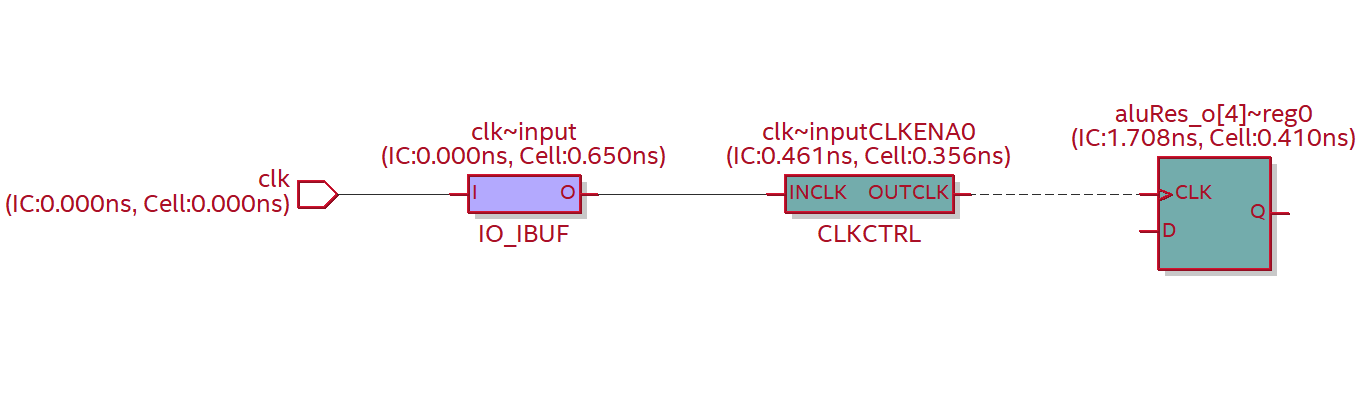 clk
(IC:0.000ns, Cell:0.000ns)
clk~input
(IC:0.000ns, Cell:0.650ns)
I
O
IO_IBUF
clk~inputCLKENA0
(IC:0.461ns, Cell:0.356ns)
INCLK
OUTCLK
CLKCTRL
aluRes_o[4]~reg0
(IC:1.708ns, Cell:0.410ns)
CLK
Q
D